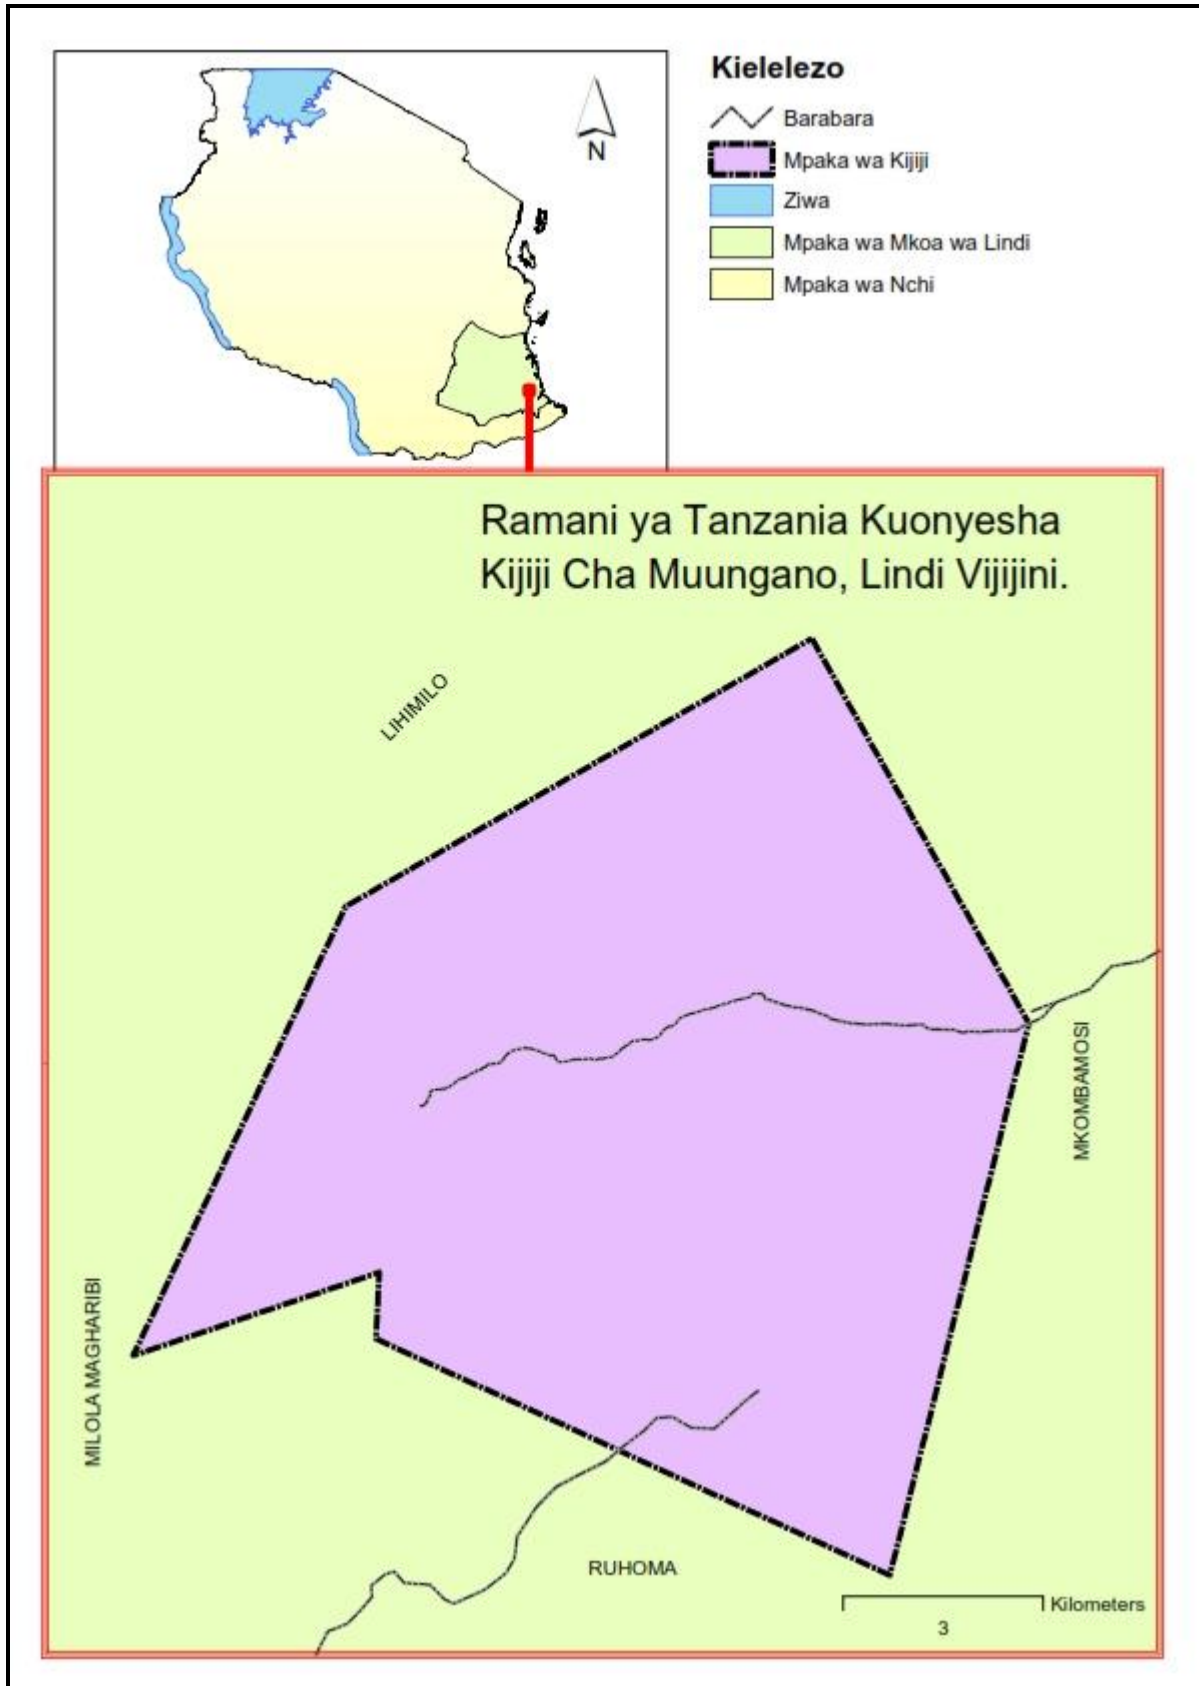 Kielelezo
Barabara
Mpaka wa Kijiji
Ziwa
Mpaka wa Mkoa wa Lindi
Mpaka wa Nchi
N
Ramani ya Tanzania Kuonyesha
Kijiji Cha Muungano, Lindi Vijijini.
LIHIMILO
MKOMBAMOSI
MILOLA MAGHARIBI
RUHOMA
Kilometers
3